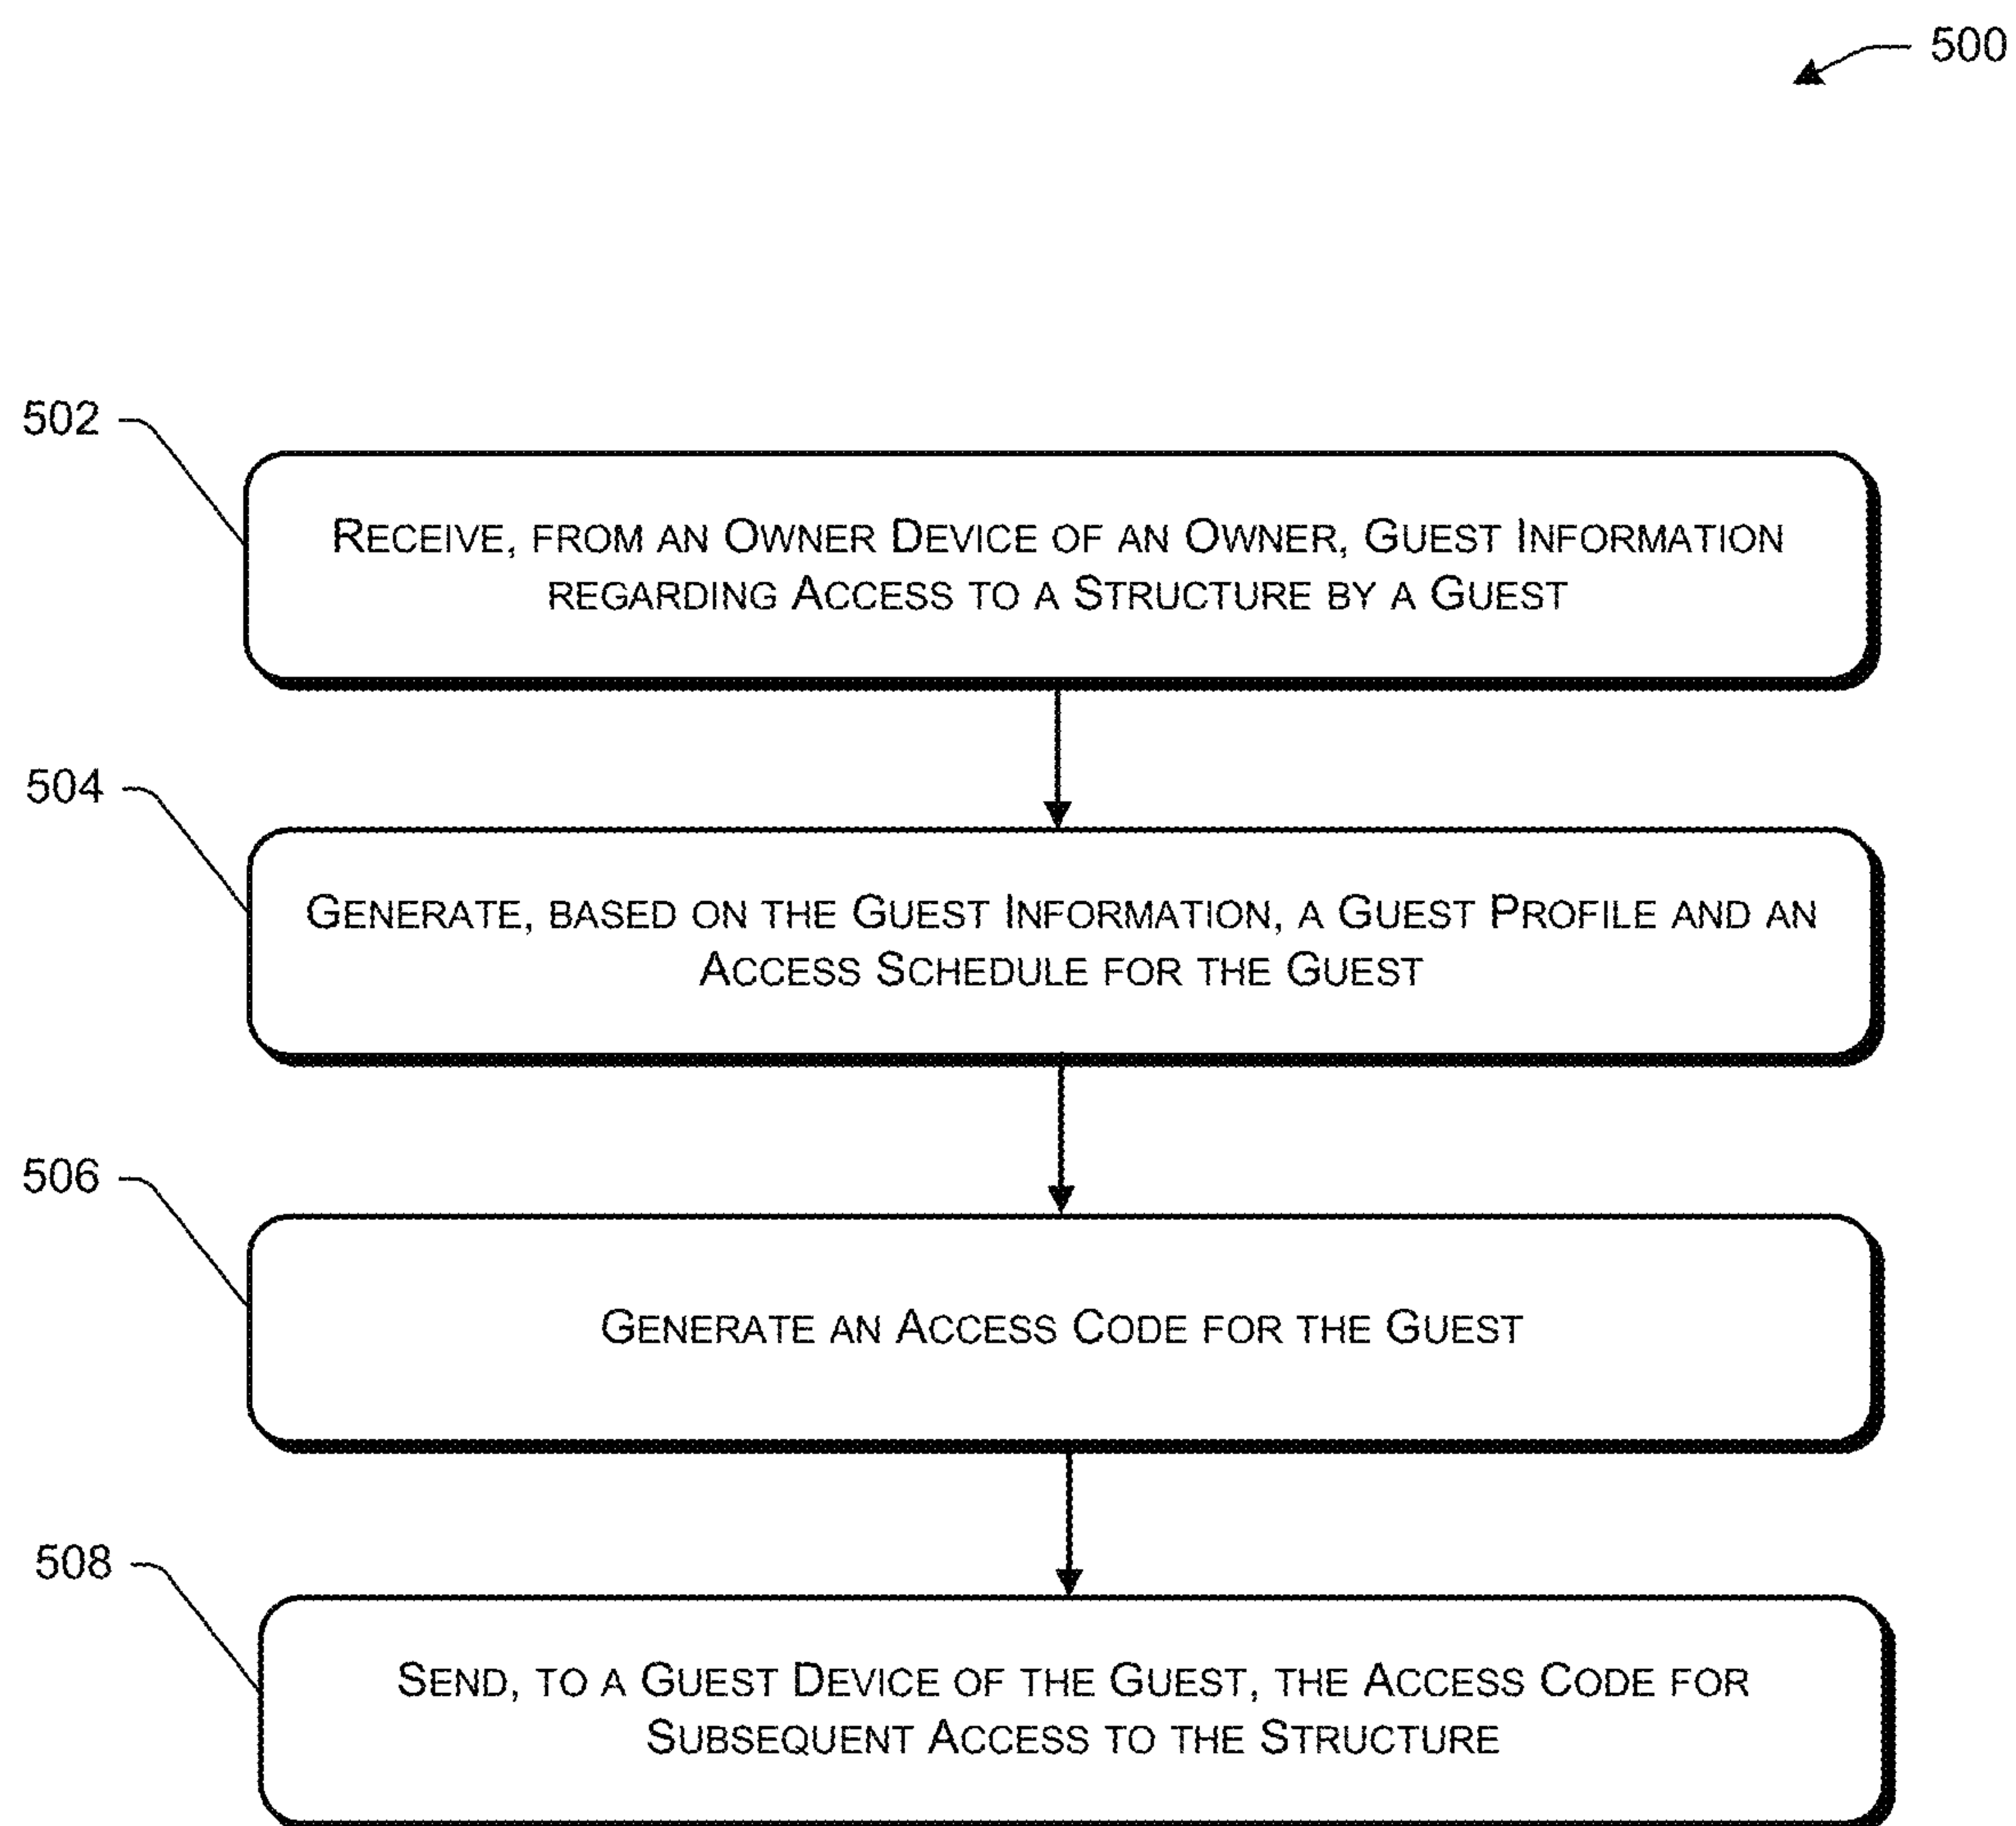 500
502
RECEIVE, FROM AN OWNER DEVICE OF AN OWNER, GUEST INFORMATION
REGARDING ACCESS TO A STRUCTURE BY A GUEST
504
GENERATE, BASED ON THE GUEST INFORMATION, A GUEST PROFILE AND AN
ACCESS SCHEDULE FOR THE GUEST
506
GENERATE AN ACCESS CODE FOR THE GUEST
508
SEND, TO A GUEST DEVICE OF THE GUEST, THE ACCESS CODE FOR
SUBSEQUENT ACCESS TO THE STRUCTURE